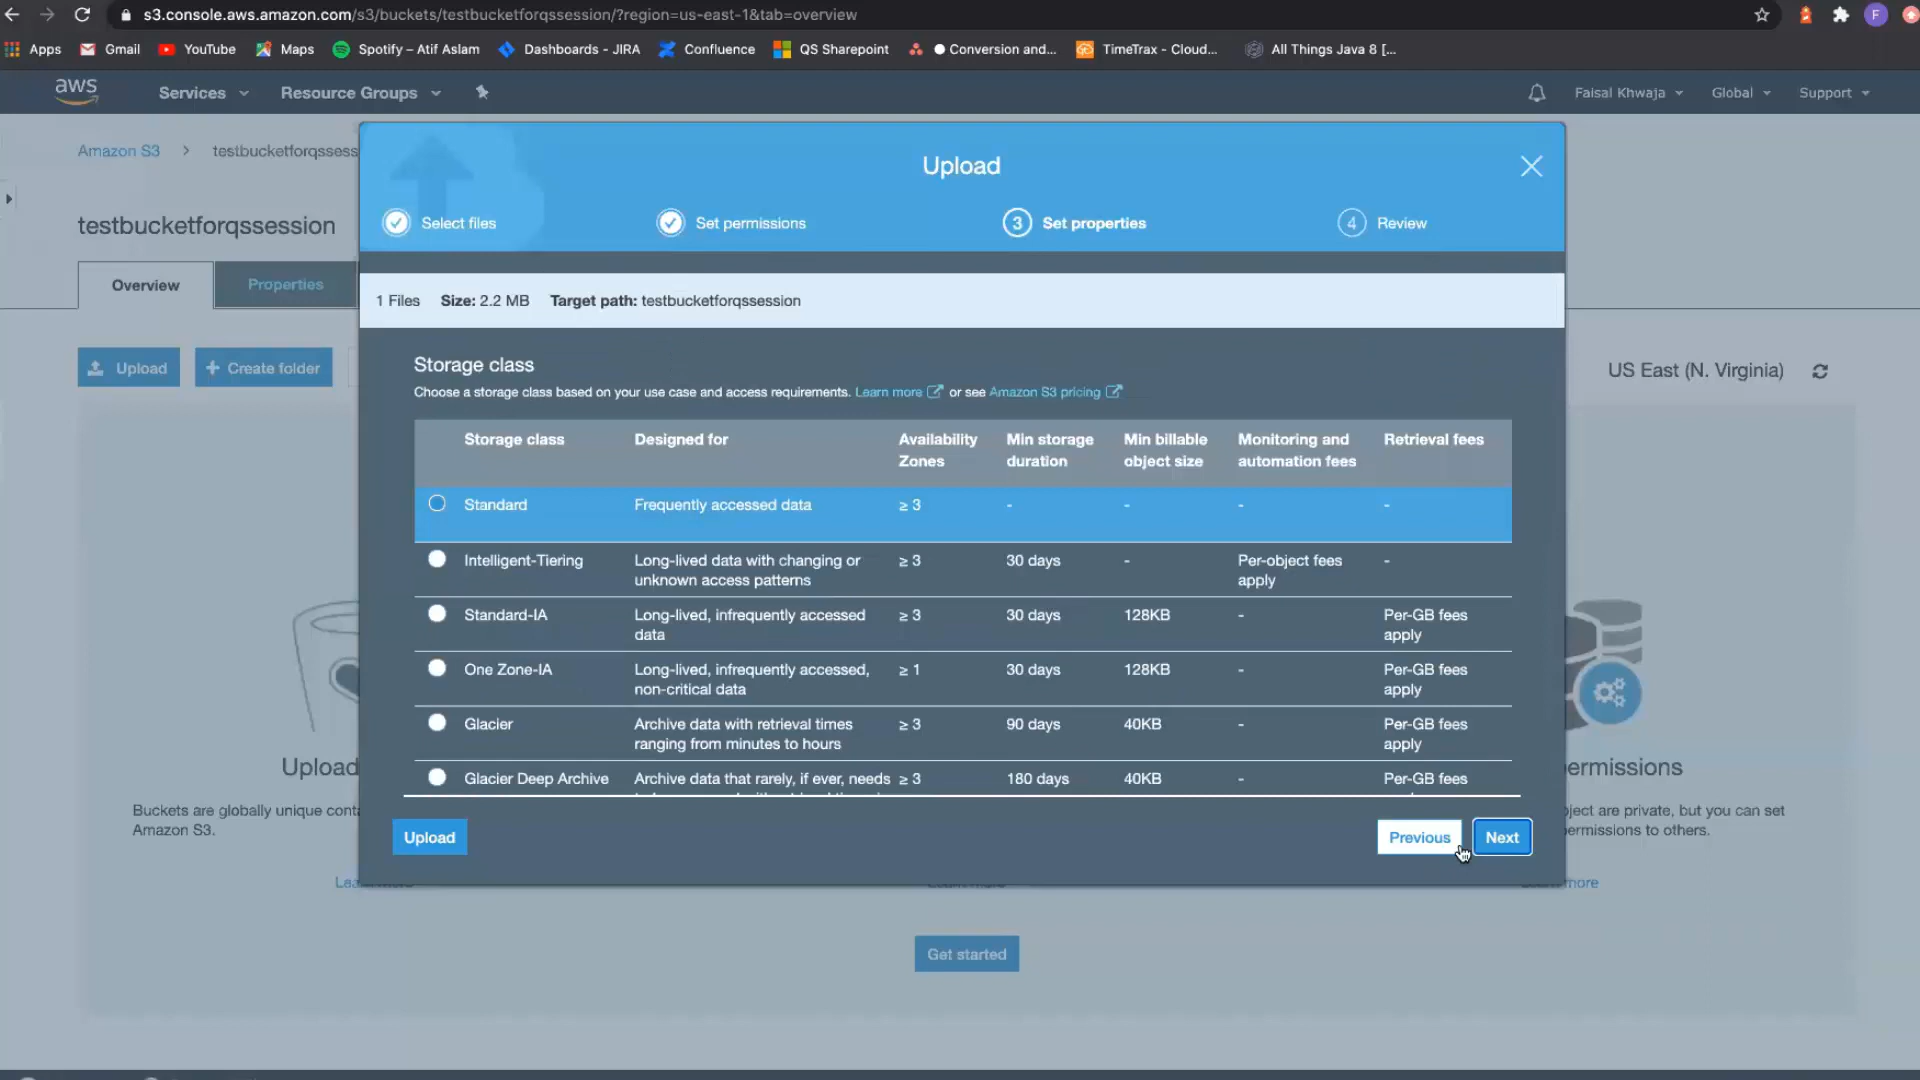 s3.console.aws.amazon.com/s3/buckets/testbucketforqssession/?region=us-east-1&tab=overview
F
Apps Gmail YouTube Maps Spotify – Atif Aslam Dashboards - JIRA Confluence QS Sharepoint Conversion and... TimeTrax - Cloud... All Things Java 8 [...
aws Services Resource Groups Faisal Khwaja Global Support
Amazon S3 > testbucketforqssess
Upload
Select files Set permissions 3 Set properties 4 Review
testbucketforqssession
Overview Properties
1 Files Size: 2.2 MB Target path: testbucketforqssession
Upload + Create folder US East (N. Virginia)
Storage class
Choose a storage class based on your use case and access requirements. Learn more or see Amazon S3 pricing
Storage class Designed for Availability Zones Min storage duration Min billable object size Monitoring and automation fees Retrieval fees
Standard Frequently accessed data ≥ 3 - - - -
Intelligent-Tiering Long-lived data with changing or unknown access patterns ≥ 3 30 days - Per-object fees apply -
Standard-IA Long-lived, infrequently accessed data ≥ 3 30 days 128KB - Per-GB fees apply
One Zone-IA Long-lived, infrequently accessed, non-critical data ≥ 1 30 days 128KB - Per-GB fees apply
Glacier Archive data with retrieval times ranging from minutes to hours ≥ 3 90 days 40KB - Per-GB fees apply
Glacier Deep Archive Archive data that rarely, if ever, needs ≥ 3 180 days 40KB - Per-GB fees
Upload Previous Next
Upload
Buckets are globally unique conta
Amazon S3.
ermissions
ject are private, but you can set
ermissions to others.
more
Get started